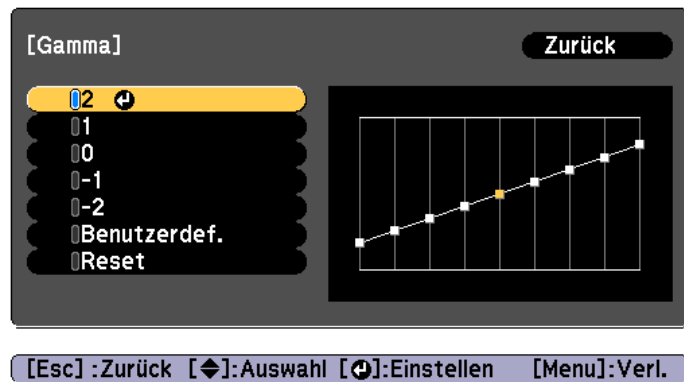 [Gamma]
Zurück
2
1
0
-1
-2
Benutzerdef.
Reset
[Esc] :Zurück [◆]:Auswahl [⏎]:Einstellen [Menu]:Verl.